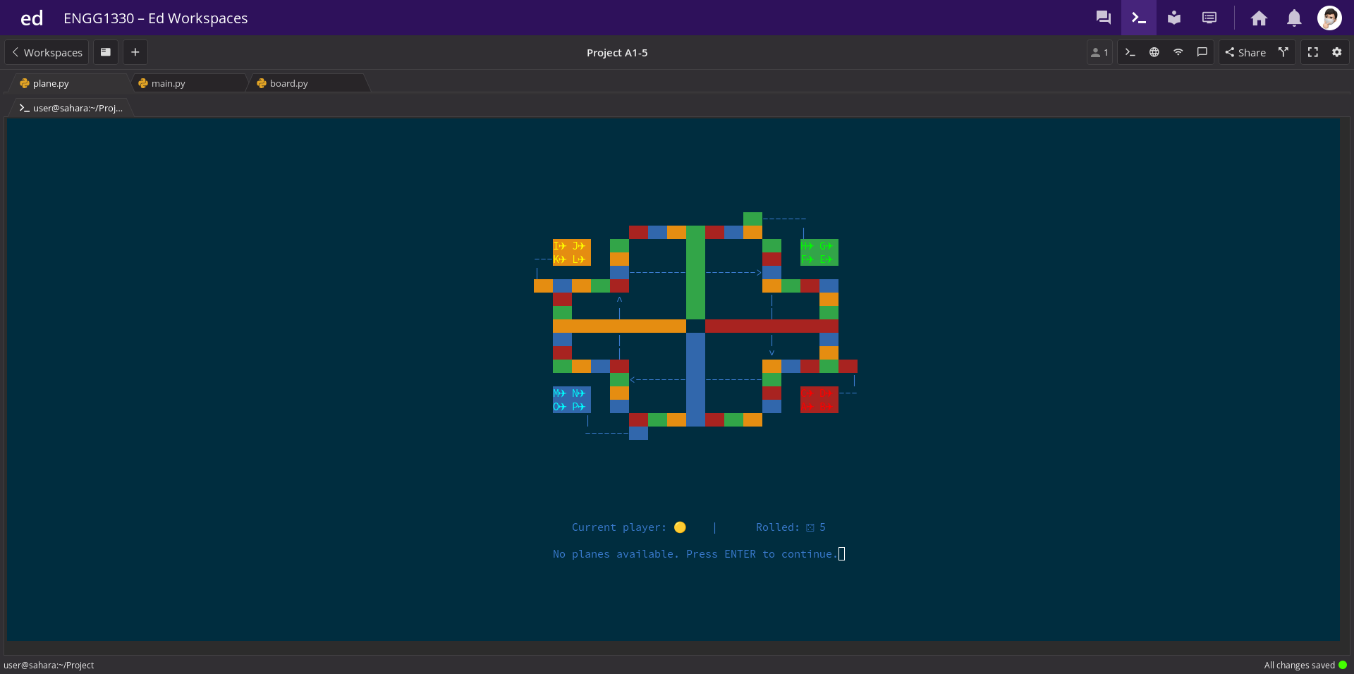 ed ENGG1330 – Ed Workspaces
Workspaces
Project A1-5
1
Share
plane.py
main.py
board.py
user@sahara:~/Proj...
I✈ J✈
G✈
K✈ L✈
F✈ E✈
M✈ N✈
O✈ P✈
Current player: 🟡 | Rolled: ⚄ 5
No planes available. Press ENTER to continue.
user@sahara:~/Project
All changes saved